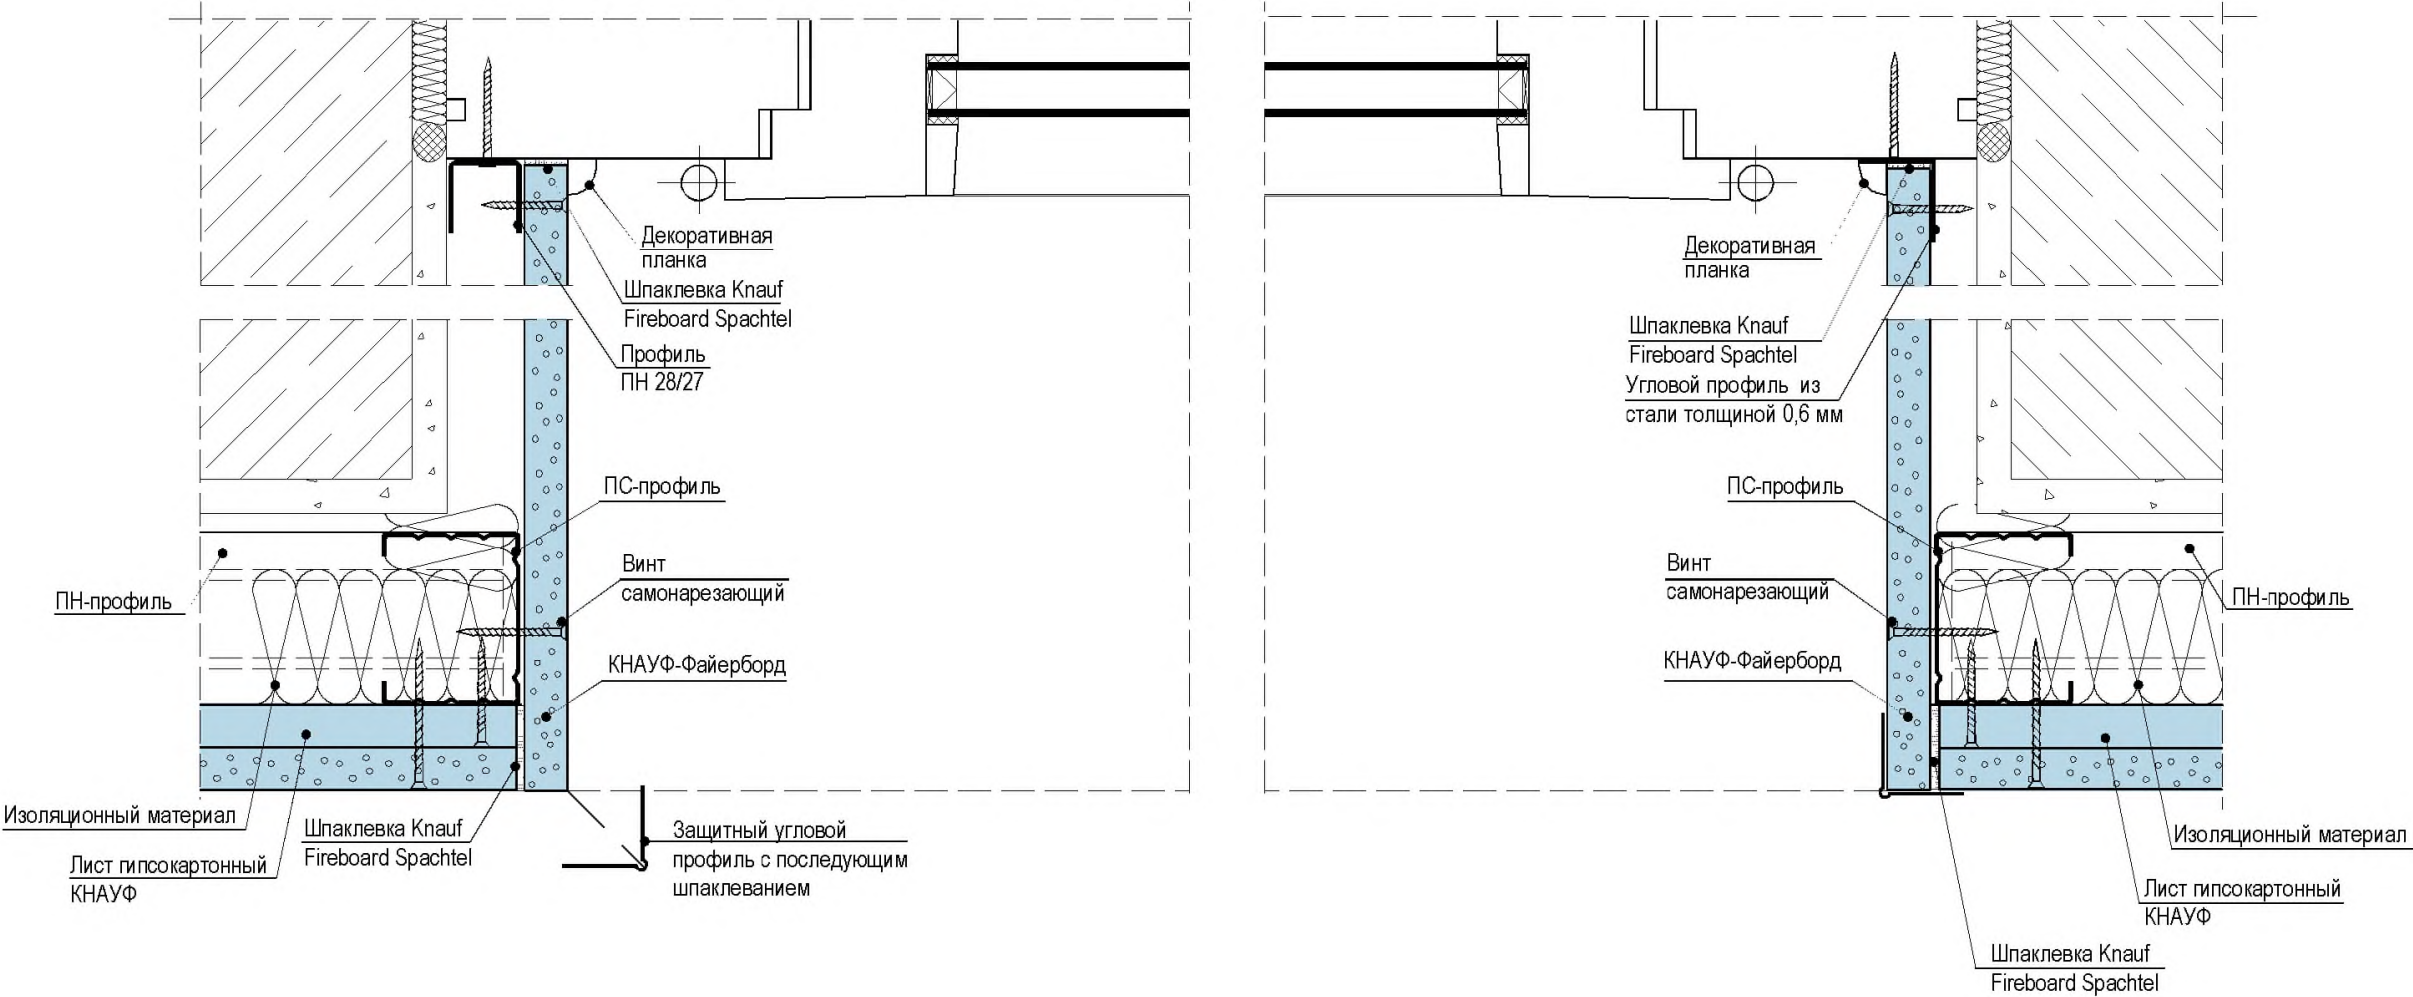 Декоративная
планка
Шпаклевка Knauf
Fireboard Spachtel
Профиль
ПН 28/27
ПС-профиль
Винт
самонарезающий
ПН-профиль
КНАУФ-Файерборд
Изоляционный материал
Шпаклевка Knauf
Fireboard Spachtel
Лист гипсокартонный
КНАУФ
Защитный угловой
профиль с последующим
шпаклеванием
Декоративная
планка
Шпаклевка Knauf
Fireboard Spachtel
Угловой профиль из
стали толщиной 0,6 мм
ПС-профиль
Винт
самонарезающий
ПН-профиль
КНАУФ-Файерборд
Изоляционный материал
Лист гипсокартонный
КНАУФ
Шпаклевка Knauf
Fireboard Spachtel